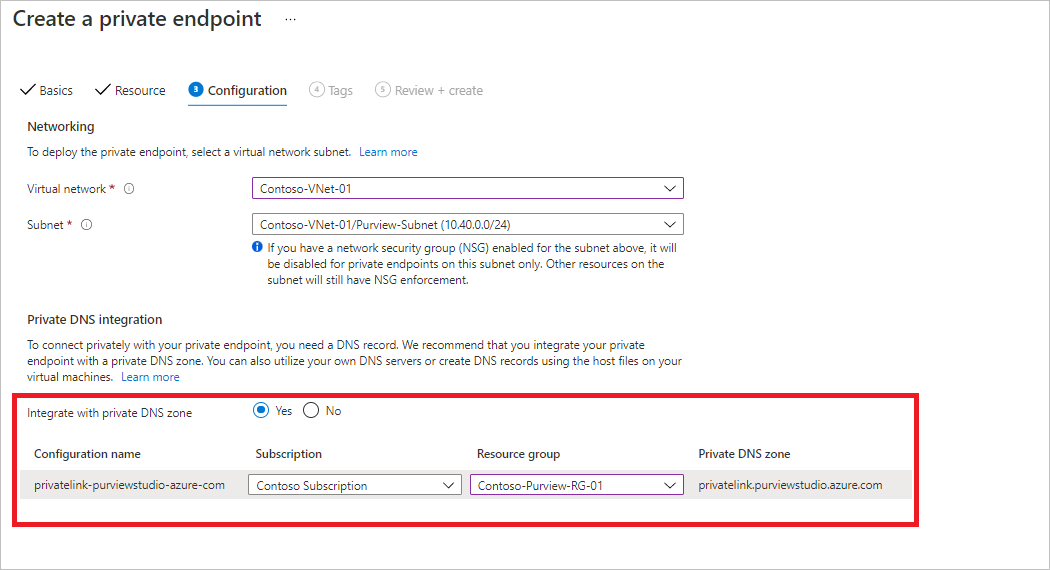 Create a private endpoint ...
Basics
Resource
3 Configuration
4 Tags
5 Review + create
Networking
To deploy the private endpoint, select a virtual network subnet. Learn more
Virtual network *
Contoso-VNet-01
Subnet *
Contoso-VNet-01/Purview-Subnet (10.40.0.0/24)
If you have a network security group (NSG) enabled for the subnet above, it will
be disabled for private endpoints on this subnet only. Other resources on the
subnet will still have NSG enforcement.
Private DNS integration
To connect privately with your private endpoint, you need a DNS record. We recommend that you integrate your private
endpoint with a private DNS zone. You can also utilize your own DNS servers or create DNS records using the host files on your
virtual machines. Learn more
Integrate with private DNS zone
Yes
No
Configuration name
Subscription
Resource group
Private DNS zone
privatelink-purviewstudio-azure-com
Contoso Subscription
Contoso-Purview-RG-01
privatelink.purviewstudio.azure.com